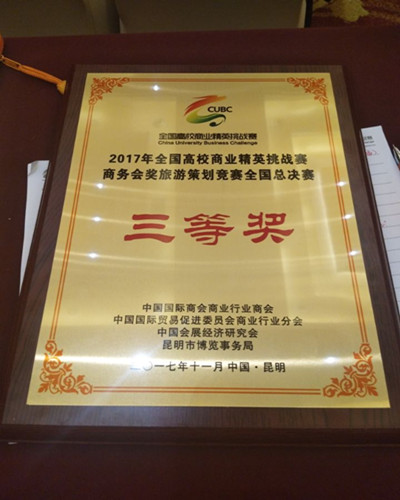 CUBC
全国高校商业精英挑战赛
China University Business Challenge
2017年全国高校商业精英挑战赛
商务会奖旅游策划竞赛全国总决赛
三等奖
中国国际商会商业行业商会
中国国际贸易促进委员会商业行业分会
中国会展经济研究会
昆明市博览事务局
二〇一七年十一月 中国·昆明